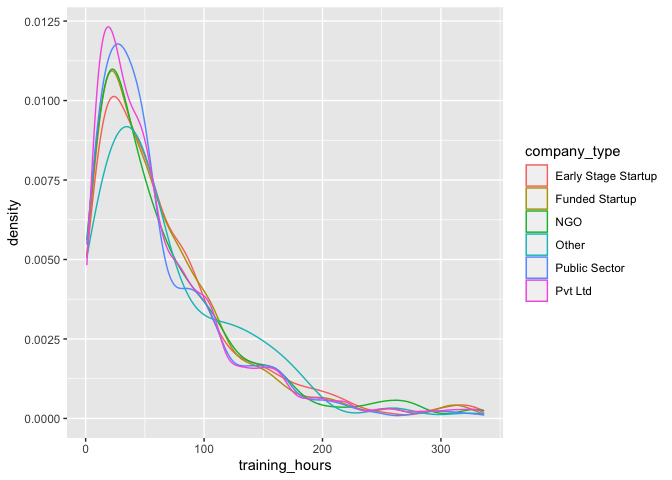 0.0125
0.0100
0.0075
0.0050
0.0025
0.0000
density
0
100
200
300
training_hours
company_type
Early Stage Startup
Funded Startup
NGO
Other
Public Sector
Pvt Ltd